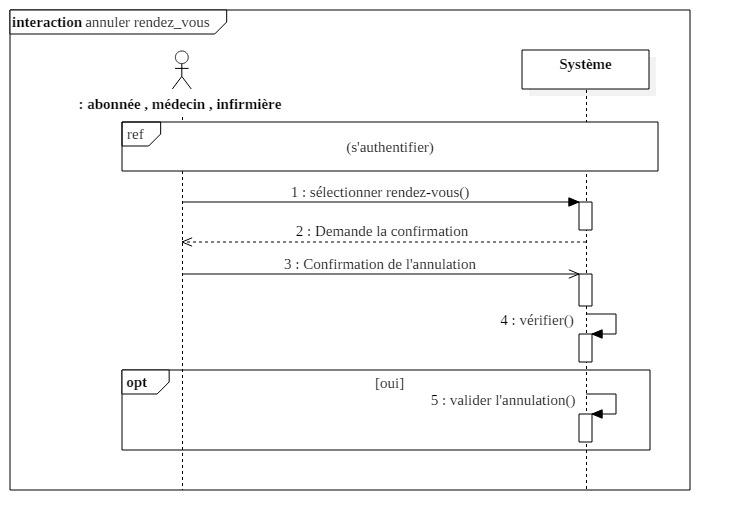 interaction annuler rendez_vous
Système
: abonnée , médecin , infirmière
ref
(s'authentifier)
1 : sélectionner rendez-vous()
2 : Demande la confirmation
3 : Confirmation de l'annulation
4 : vérifier()
opt
[oui]
5 : valider l'annulation()